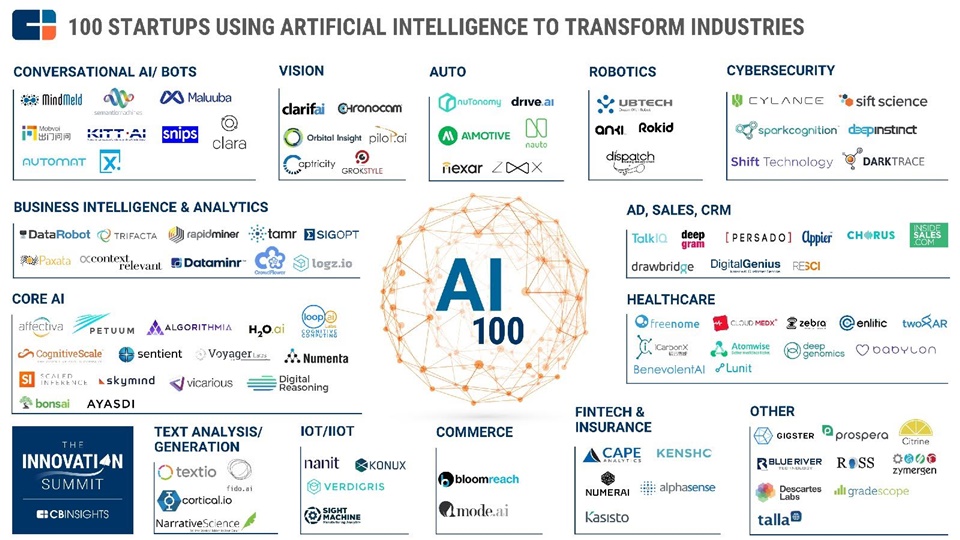 100 STARTUPS USING ARTIFICIAL INTELLIGENCE TO TRANSFORM INDUSTRIES
CONVERSATIONAL AI/ BOTS
MindMeld
semanticmachines
Maluuba
Mobvoi
出门问问
KITT·AI
snips
clara
AUTOMAT
VISION
clarifai
CHRONOCAM
Orbital Insight
pilot.ai
Captricity
GROKSTYLE
AUTO
nuTonomy
drive.ai
AIMOTIVE
nauto
nexar
ZOOX
ROBOTICS
UBTECH
ANKI
Rokid
dispatch
CYBERSECURITY
CYLANCE
sift science
sparkcognition
deepinstinct
Shift Technology
DARKTRACE
BUSINESS INTELLIGENCE & ANALYTICS
DataRobot
TRIFACTA
rapidminer
tamr
SIGOPT
Paxata
context relevant
Dataminr
CrowdFlower
logz.io
AI
100
AD, SALES, CRM
TalkIQ
deep
gram
[PERSADO]
Appier
CHORUS
INSIDE
SALES
.COM
drawbridge
DigitalGenius
RESCI
CORE AI
affectiva
PETUUM
ALGORITHMIA
H2O.ai
loop ai
Labs
COGNITIVE
COMPUTING
CognitiveScale
sentient
Voyager Labs
Numenta
SI
SCALED
INFERENCE
skymind
vicarious
Digital
Reasoning
bonsai
AYASDI
HEALTHCARE
freenome
CLOUD MEDX
zebra
enlitic
twoXAR
iCarbonX
Atomwise
deep
genomics
babylon
BenevolentAI
Lunit
THE
INNOVATION
SUMMIT
CBINSIGHTS
TEXT ANALYSIS/
GENERATION
textio
fido.ai
cortical.io
NarrativeScience
IOT/IIOT
nanit
KONUX
VERDIGRIS
SIGHT
MACHINE
COMMERCE
bloomreach
mode.ai
FINTECH &
INSURANCE
CAPE
ANALYTICS
KENSHC
NUMERAI
alphasense
Kasisto
OTHER
GIGSTER
prospera
Citrine
BLUE RIVER
TECHNOLOGY
ROSS
zymergen
Descartes
Labs
gradescope
talla